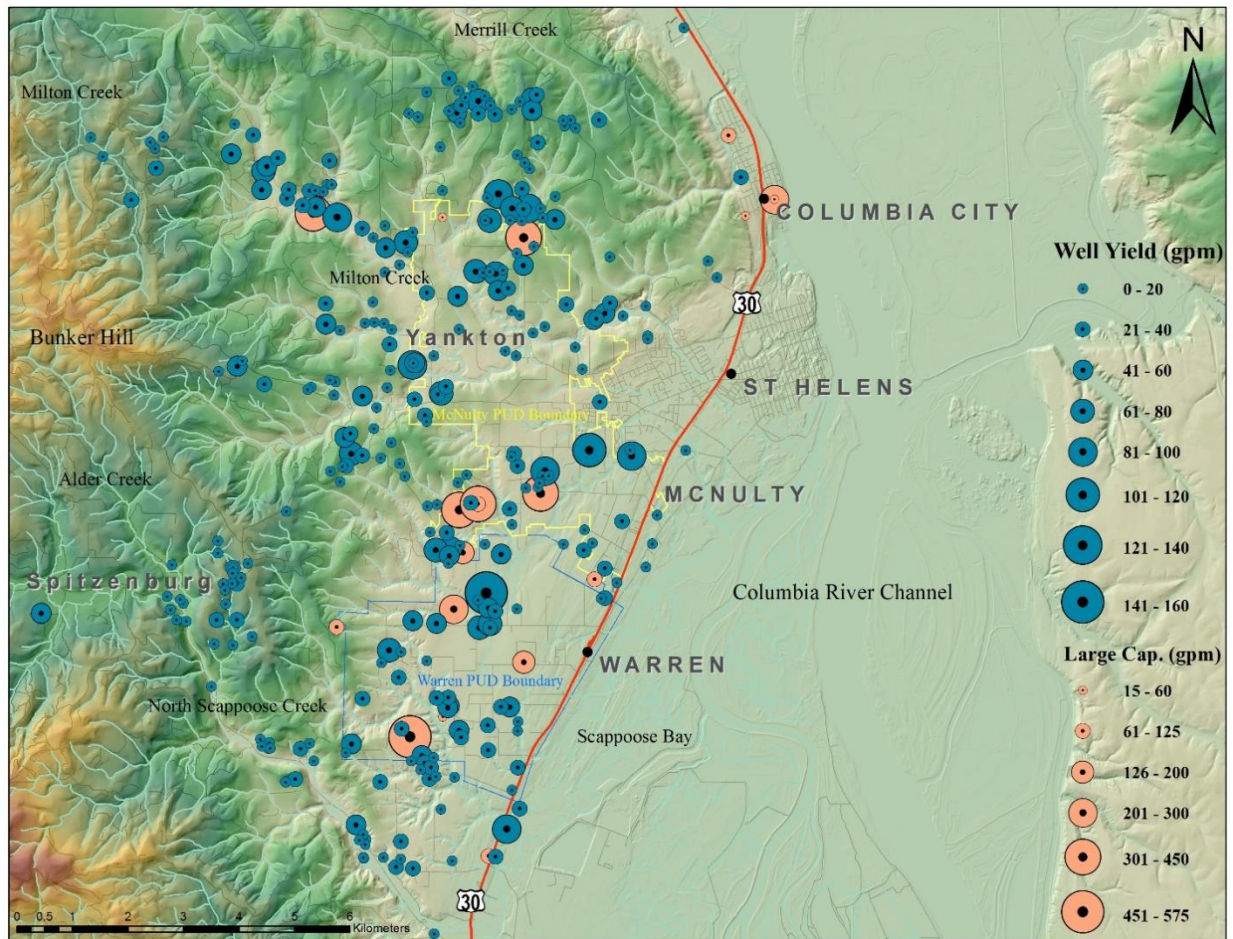 Merrill Creek
N
Milton Creek
COLUMBIA CITY
Well Yield (gpm)
0 - 20
21 - 40
41 - 60
61 - 80
81 - 100
101 - 120
121 - 140
141 - 160
Milton Creek
30
Bunker Hill
Yankton
ST HELENS
McNulty PUD Boundary
Alder Creek
MCNULTY
Spitzenburg
Columbia River Channel
WARREN
Large Cap. (gpm)
15 - 60
61 - 125
126 - 200
201 - 300
301 - 450
451 - 575
Warren PUD Boundary
North Scappoose Creek
Scappoose Bay
30
0 0.5 1 2 3 4 5 6
Kilometers